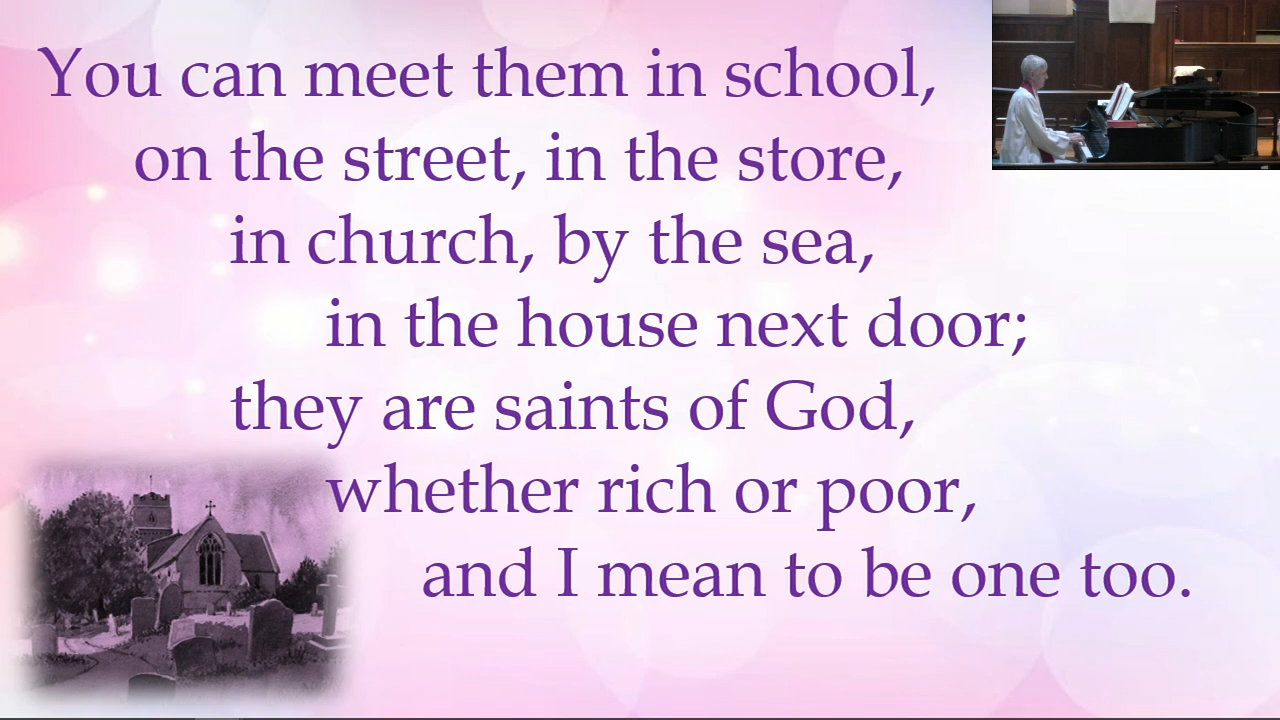 You can meet them in school,
on the street, in the store,
in church, by the sea,
in the house next door;
they are saints of God,
whether rich or poor,
and I mean to be one too.